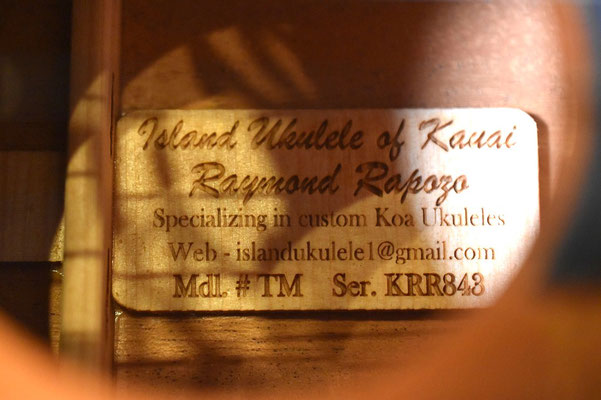 Island Ukulele of Kauai
Raymond Rapozo
Specializing in custom Koa Ukuleles
Web - islandukulele1@gmail.com
Mdl. # TM Ser. KRR843